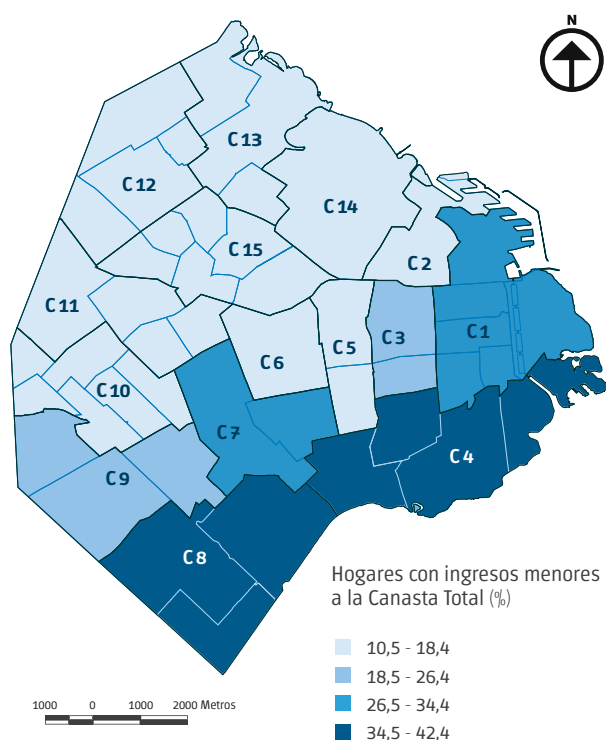 N
C13
C12
C14
C15
C2
C11
C5
C3
C1
C6
C10
C7
C4
C9
C8
Hogares con ingresos menores
a la Canasta Total (%)
10,5 - 18,4
18,5 - 26,4
26,5 - 34,4
34,5 - 42,4
1000 0 1000 2000 Metros